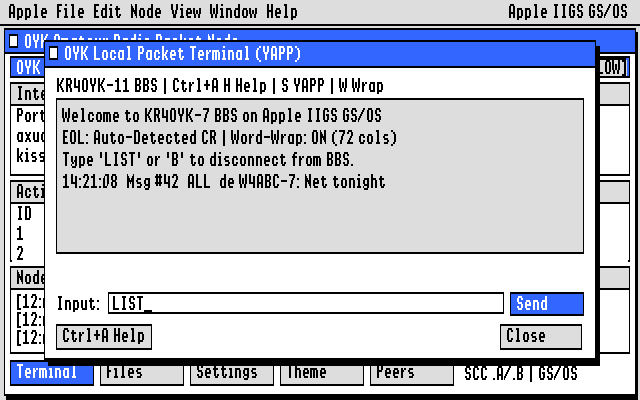 Apple File Edit Node View Window Help Apple IIGS GS/OS
OYK Amateur Radio Packet Node
OYK Local Packet Terminal (YAPP)
OYK
LOW]
KR4OYK-11 BBS | Ctrl+A H Help | S YAPP | W Wrap
Inte
Port
axu
kiss
Welcome to KR4OYK-7 BBS on Apple IIGS GS/OS
EOL: Auto-Detected CR | Word-Wrap: ON (72 cols)
Type 'LIST' or 'B' to disconnect from BBS.
14:21:08 Msg #42 ALL de W4ABC-7: Net tonight
Acti
ID
1
2
Node
[12:
[12:
[12:
Input: LIST_ Send
Ctrl+A Help Close
Terminal Files Settings Theme Peers SCC .A/.B | GS/OS